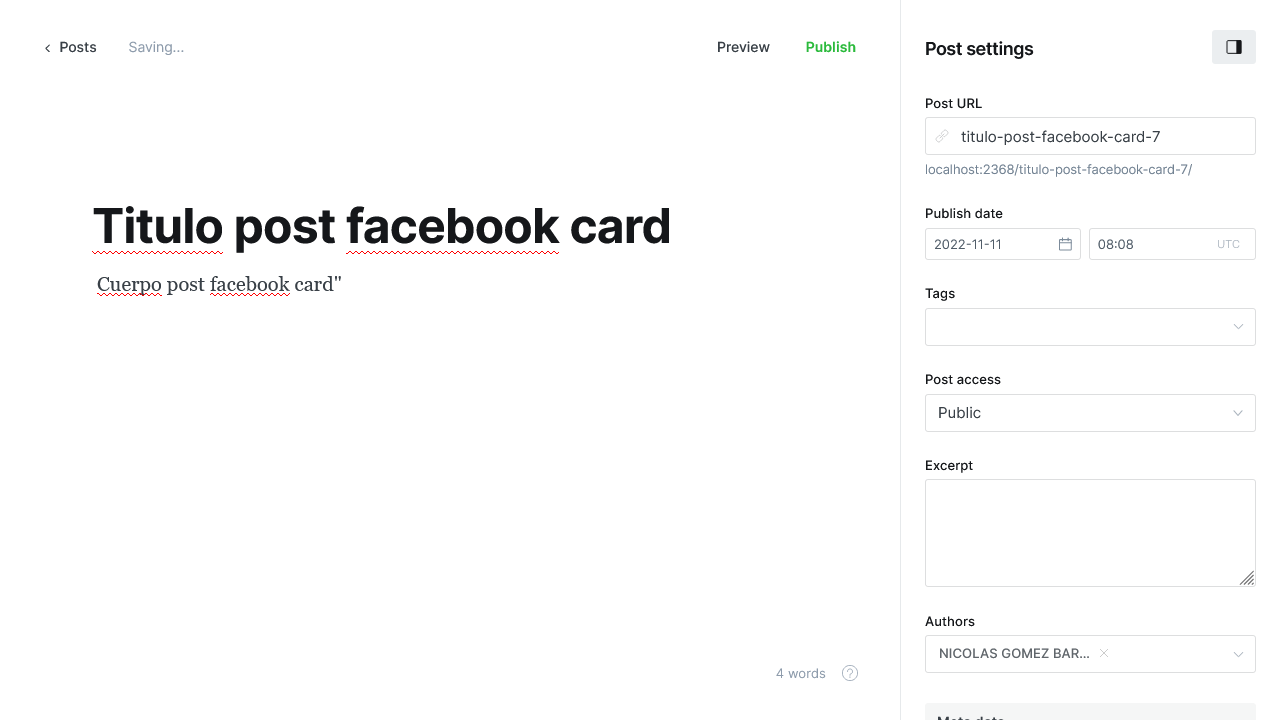 Posts
Saving...
Preview
Publish
Titulo post facebook card
Cuerpo post facebook card"
4 words
?
Post settings
Post URL
titulo-post-facebook-card-7
localhost:2368/titulo-post-facebook-card-7/
Publish date
2022-11-11
08:08
UTC
Tags
Post access
Public
Excerpt
Authors
NICOLAS GOMEZ BAR...
Meta data